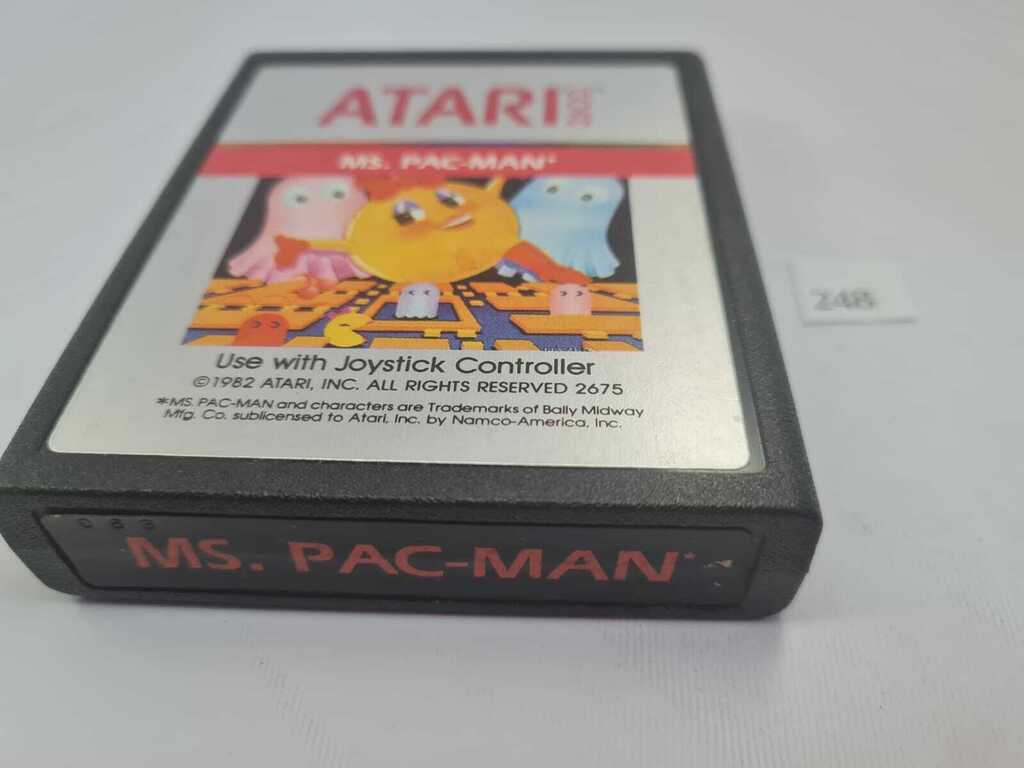 ATARI 2600™
MS. PAC-MAN*
248
Use with Joystick Controller
©1982 ATARI, INC. ALL RIGHTS RESERVED 2675
*MS. PAC-MAN and characters are Trademarks of Bally Midway
Mfg. Co. sublicensed to Atari, Inc. by Namco-America, Inc.
MS. PAC-MAN*